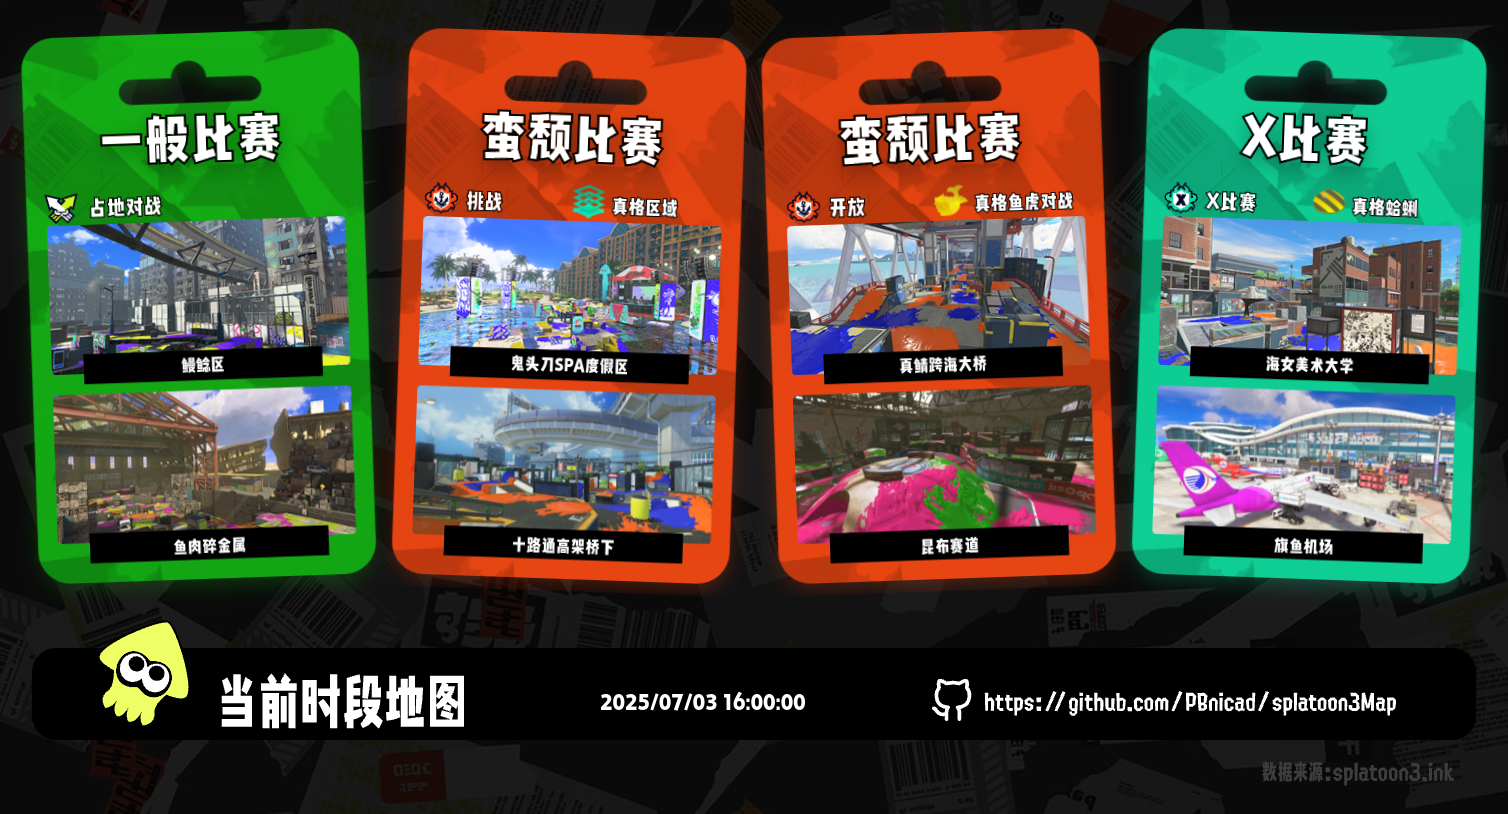 一般比赛
占地对战
鳗鲶区
鱼肉碎金属
蛮颓比赛
挑战
真格区域
鬼头刀SPA度假区
十路通高架桥下
蛮颓比赛
开放
真格鱼虎对战
真鲭跨海大桥
昆布赛道
X比赛
X比赛
真格蛤蜊
海女美术大学
旗鱼机场
当前时段地图
2025/07/03 16:00:00
https://github.com/PBnicad/splatoon3Map
数据来源:splatoon3.ink